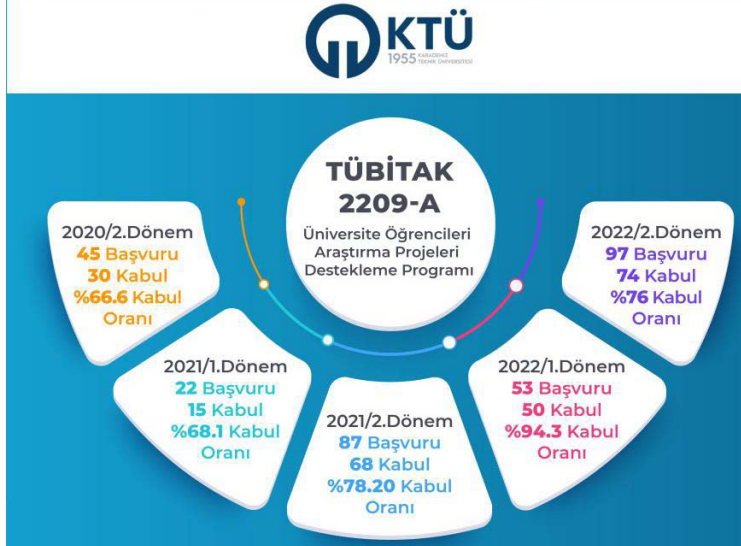 KTÜ
1955 KARADENİZ
TEKNİK ÜNİVERSİTESİ
TÜBİTAK
2209-A
Üniversite Öğrencileri
Araştırma Projeleri
Destekleme Programı
2020/2.Dönem
45 Başvuru
30 Kabul
%66.6 Kabul
Oranı
2021/1.Dönem
22 Başvuru
15 Kabul
%68.1 Kabul
Oranı
2021/2.Dönem
87 Başvuru
68 Kabul
%78.20 Kabul
Oranı
2022/1.Dönem
53 Başvuru
50 Kabul
%94.3 Kabul
Oranı
2022/2.Dönem
97 Başvuru
74 Kabul
%76 Kabul
Oranı